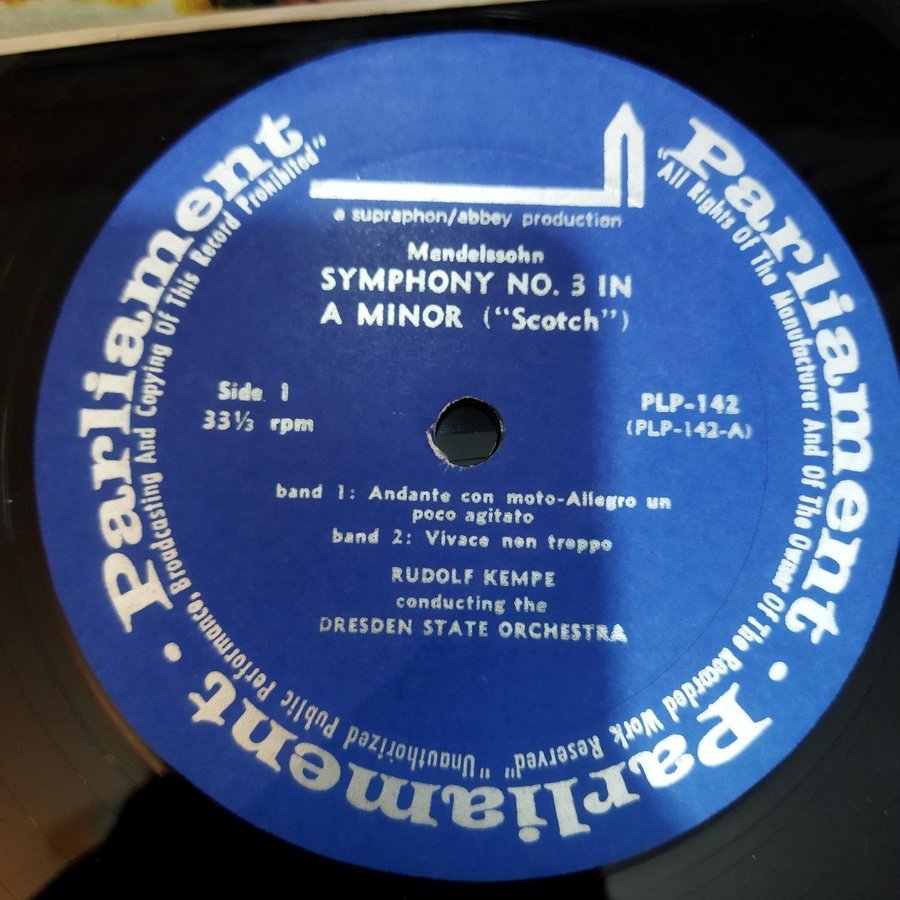 Parliament · Parliament · Parliament
"All Rights Of The Manufacturer And Of The Owner Of The Recorded Work Reserved" "Unauthorized Public Performance, Broadcasting And Copying Of This Record Prohibited"
a supraphon/abbey production
Mendelssohn
SYMPHONY NO. 3 IN
A MINOR ("Scotch")
Side 1
33⅓ rpm
PLP-142
(PLP-142-A)
band 1: Andante con moto-Allegro un
poco agitato
band 2: Vivace non troppo
RUDOLF KEMPE
conducting the
DRESDEN STATE ORCHESTRA